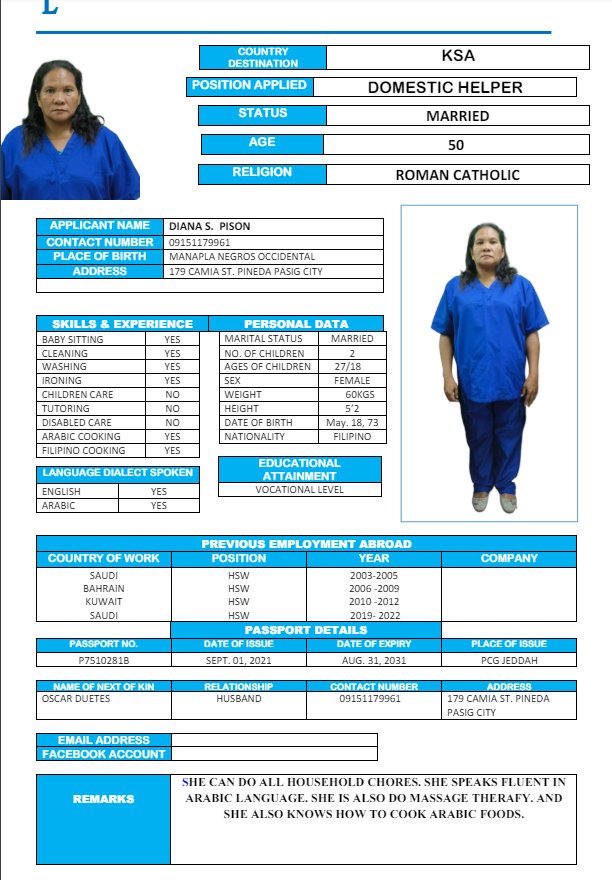 L
COUNTRY DESTINATION KSA
POSITION APPLIED DOMESTIC HELPER
STATUS MARRIED
AGE 50
RELIGION ROMAN CATHOLIC
APPLICANT NAME DIANA S. PISON
CONTACT NUMBER 09151179961
PLACE OF BIRTH MANAPLA NEGROS OCCIDENTAL
ADDRESS 179 CAMIA ST. PINEDA PASIG CITY
SKILLS & EXPERIENCE
BABY SITTING YES
CLEANING YES
WASHING YES
IRONING YES
CHILDREN CARE NO
TUTORING NO
DISABLED CARE NO
ARABIC COOKING YES
FILIPINO COOKING YES
LANGUAGE DIALECT SPOKEN
ENGLISH YES
ARABIC YES
PERSONAL DATA
MARITAL STATUS MARRIED
NO. OF CHILDREN 2
AGES OF CHILDREN 27/18
SEX FEMALE
WEIGHT 60KGS
HEIGHT 5'2
DATE OF BIRTH May. 18, 73
NATIONALITY FILIPINO
EDUCATIONAL
ATTAINMENT
VOCATIONAL LEVEL
PREVIOUS EMPLOYMENT ABROAD
COUNTRY OF WORK POSITION YEAR COMPANY
SAUDI HSW 2003-2005
BAHRAIN HSW 2006 -2009
KUWAIT HSW 2010 -2012
SAUDI HSW 2019- 2022
PASSPORT DETAILS
PASSPORT NO. DATE OF ISSUE DATE OF EXPIRY PLACE OF ISSUE
P7510281B SEPT. 01, 2021 AUG. 31, 2031 PCG JEDDAH
NAME OF NEXT OF KIN RELATIONSHIP CONTACT NUMBER ADDRESS
OSCAR DUETES HUSBAND 09151179961 179 CAMIA ST. PINEDA
PASIG CITY
EMAIL ADDRESS
FACEBOOK ACCOUNT
REMARKS
SHE CAN DO ALL HOUSEHOLD CHORES. SHE SPEAKS FLUENT IN
ARABIC LANGUAGE. SHE IS ALSO DO MASSAGE THERAFY. AND
SHE ALSO KNOWS HOW TO COOK ARABIC FOODS.